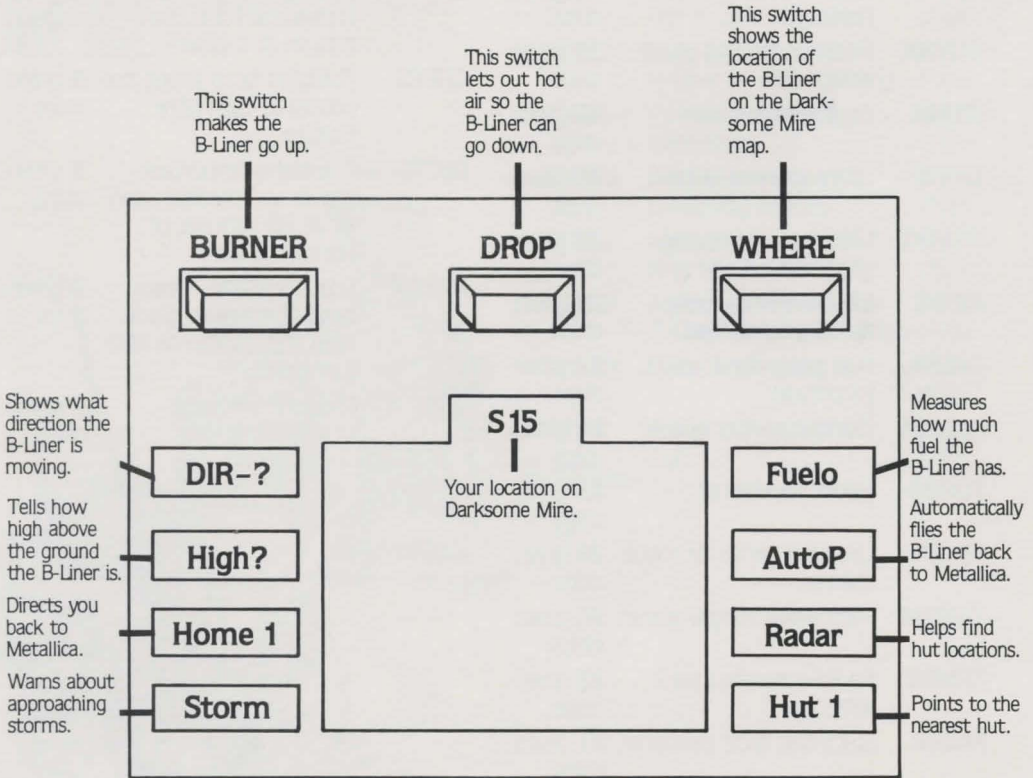 This switch
makes the
B-Liner go up.
This switch
lets out hot
air so the
B-Liner can
go down.
This switch
shows the
location of
the B-Liner
on the Dark-
some Mire
map.
BURNER
DROP
WHERE
Shows what
direction the
B-Liner is
moving.
DIR-?
Tells how
high above
the ground
the B-Liner is.
High?
Directs you
back to
Metallica.
Home 1
Warns about
approaching
storms.
Storm
S 15
Your location on
Darksome Mire.
Fuelo
Measures
how much
fuel the
B-Liner has.
AutoP
Automatically
flies the
B-Liner back
to Metallica.
Radar
Helps find
hut locations.
Hut 1
Points to the
nearest hut.